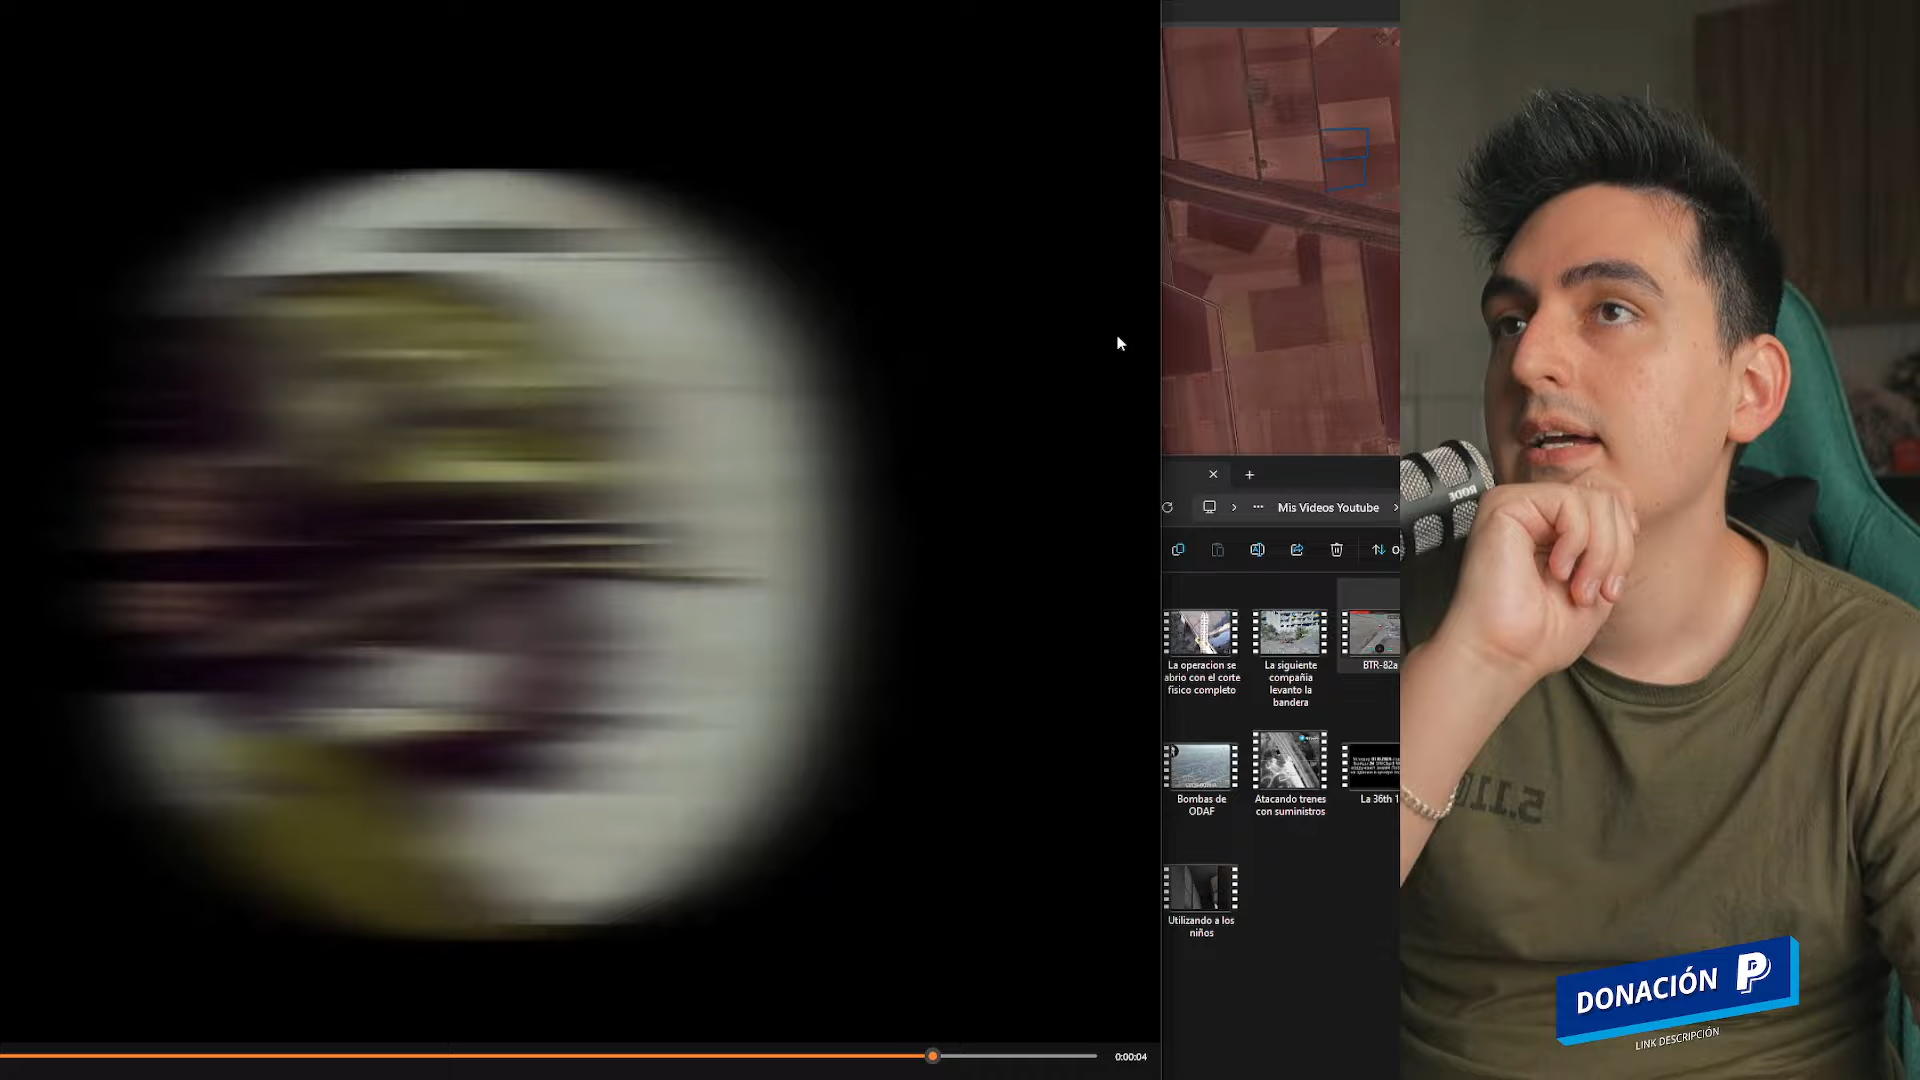 Mis Videos Youtube
La operacion se
abrio con el corte
fisico completo
La siguiente
compañia
levanto la
bandera
BTR-82a
Bombas de
ODAF
Atacando trenes
con suministros
La 36th
Utilizando a los
niños
0:00:04
RODE
5.11
DONACIÓN
LINK DESCRIPCIÓN